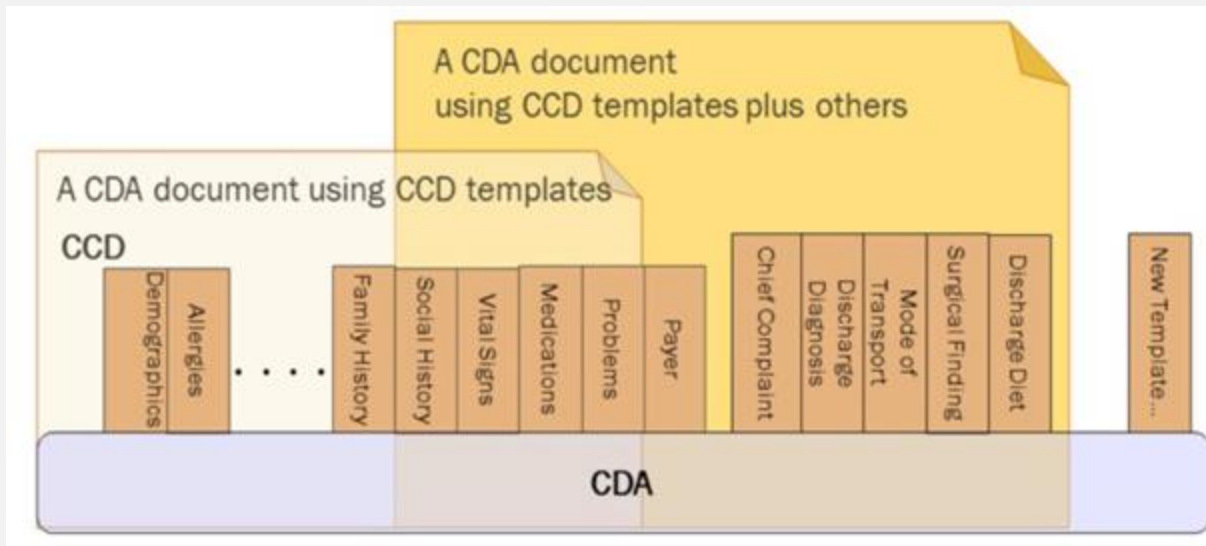 A CDA document
using CCD templates plus others
A CDA document using CCD templates
CCD
Demographics
Allergies
. . . .
Family History
Social History
Vital Signs
Medications
Problems
Payer
Chief Complaint
Discharge
Diagnosis
Mode of
Transport
Surgical Finding
Discharge Diet
New Template...
CDA